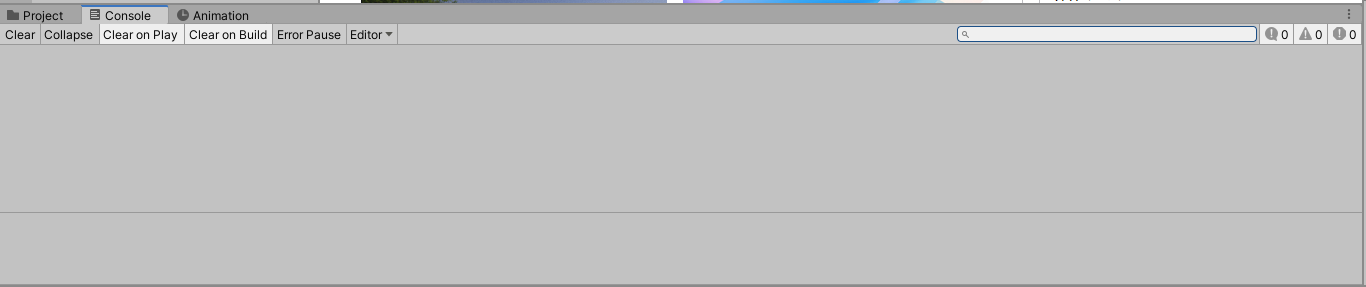 Project Console Animation
Clear Collapse Clear on Play Clear on Build Error Pause Editor 0 0 0